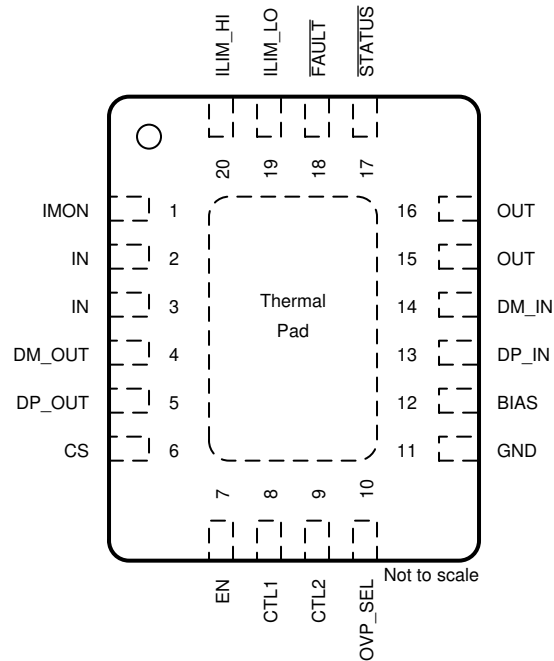 ILIM_HI
ILIM_LO
FAULT
STATUS
20
19
18
17
IMON 1
IN 2
IN 3
DM_OUT 4
DP_OUT 5
CS 6
Thermal
Pad
16 OUT
15 OUT
14 DM_IN
13 DP_IN
12 BIAS
11 GND
7
8
9
10
EN
CTL1
CTL2
OVP_SEL
Not to scale